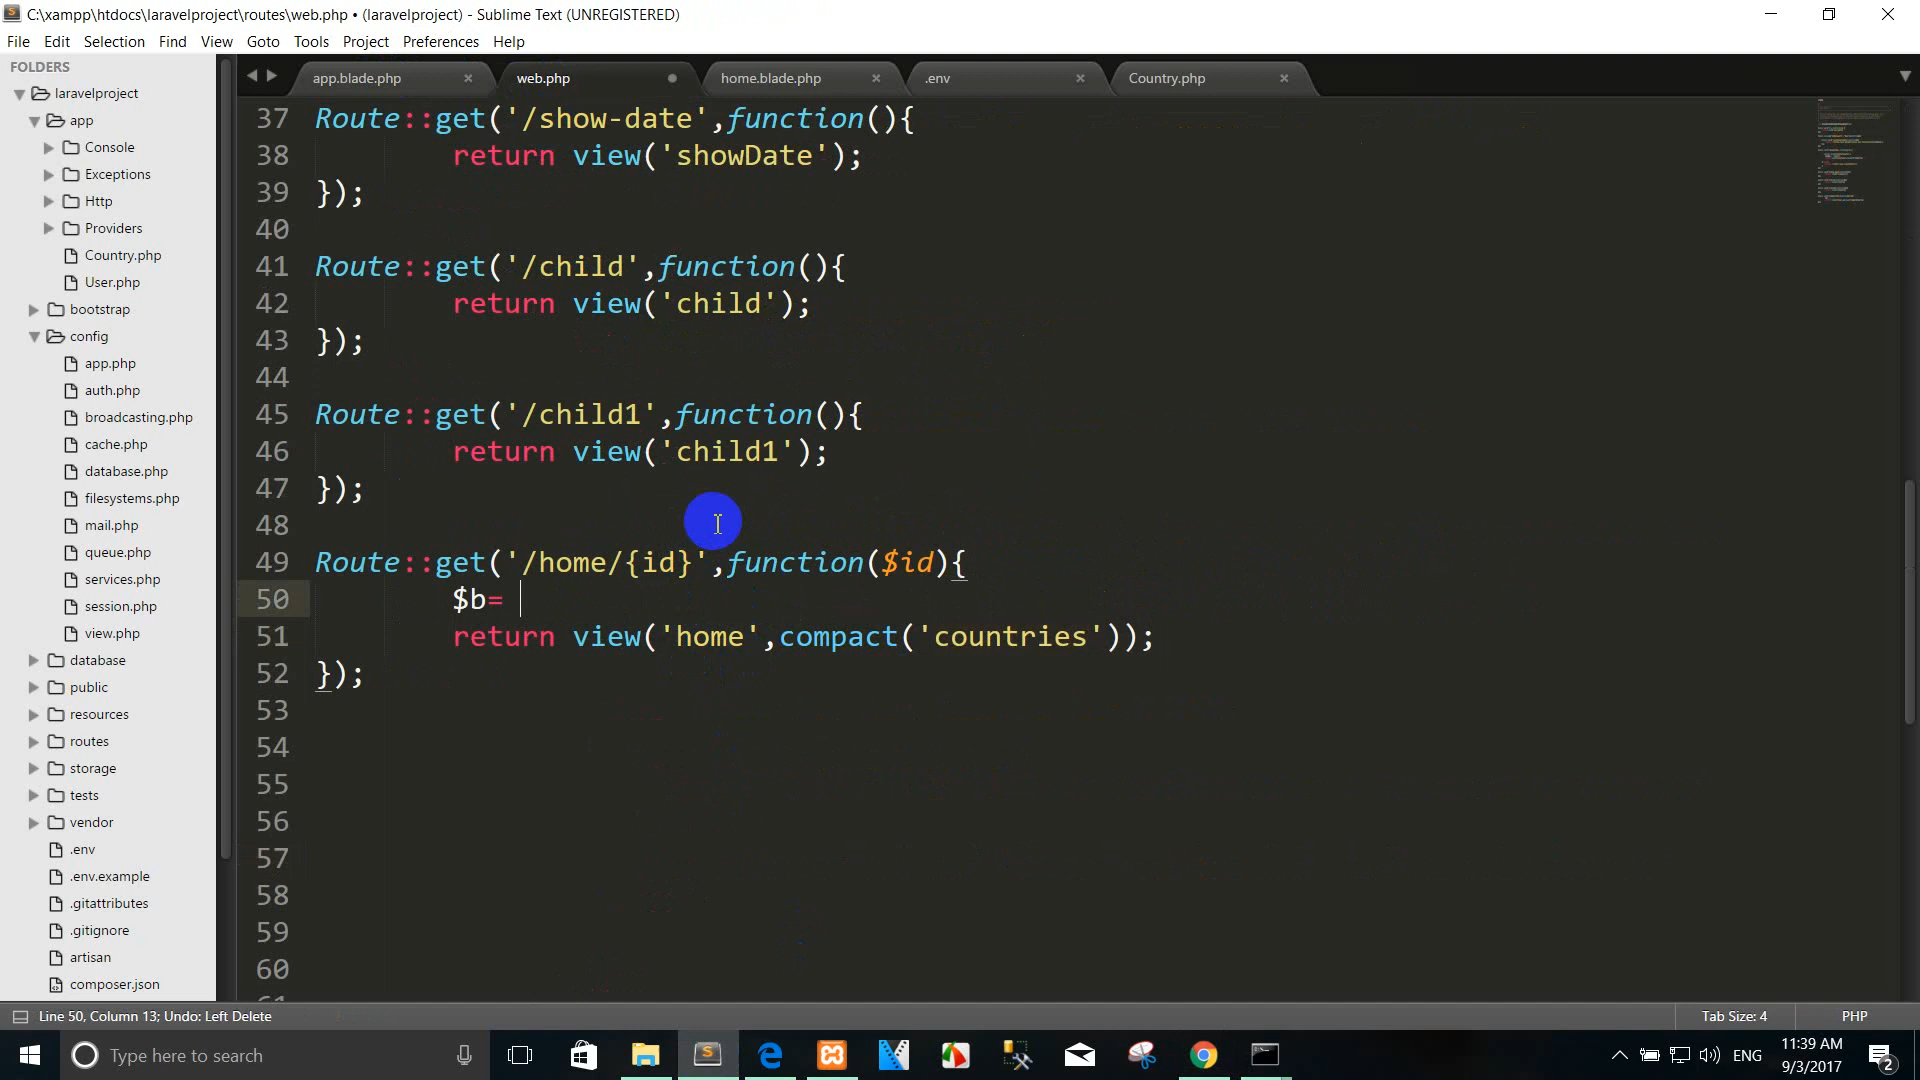 C:\xampp\htdocs\laravelproject\routes\web.php • (laravelproject) - Sublime Text (UNREGISTERED)
File Edit Selection Find View Goto Tools Project Preferences Help
FOLDERS
laravelproject
app
Console
Exceptions
Http
Providers
Country.php
User.php
bootstrap
config
app.php
auth.php
broadcasting.php
cache.php
database.php
filesystems.php
mail.php
queue.php
services.php
session.php
view.php
database
public
resources
routes
storage
tests
vendor
.env
.env.example
.gitattributes
.gitignore
artisan
composer.json
app.blade.php web.php home.blade.php .env Country.php
37 Route::get('/show-date',function(){
38 return view('showDate');
39 });
40
41 Route::get('/child',function(){
42 return view('child');
43 });
44
45 Route::get('/child1',function(){
46 return view('child1');
47 });
48
49 Route::get('/home/{id}',function($id){
50 $b=
51 return view('home',compact('countries'));
52 });
53
54
55
56
57
58
59
60
Line 50, Column 13; Undo: Left Delete Tab Size: 4 PHP
Type here to search ENG 11:39 AM
9/3/2017 2